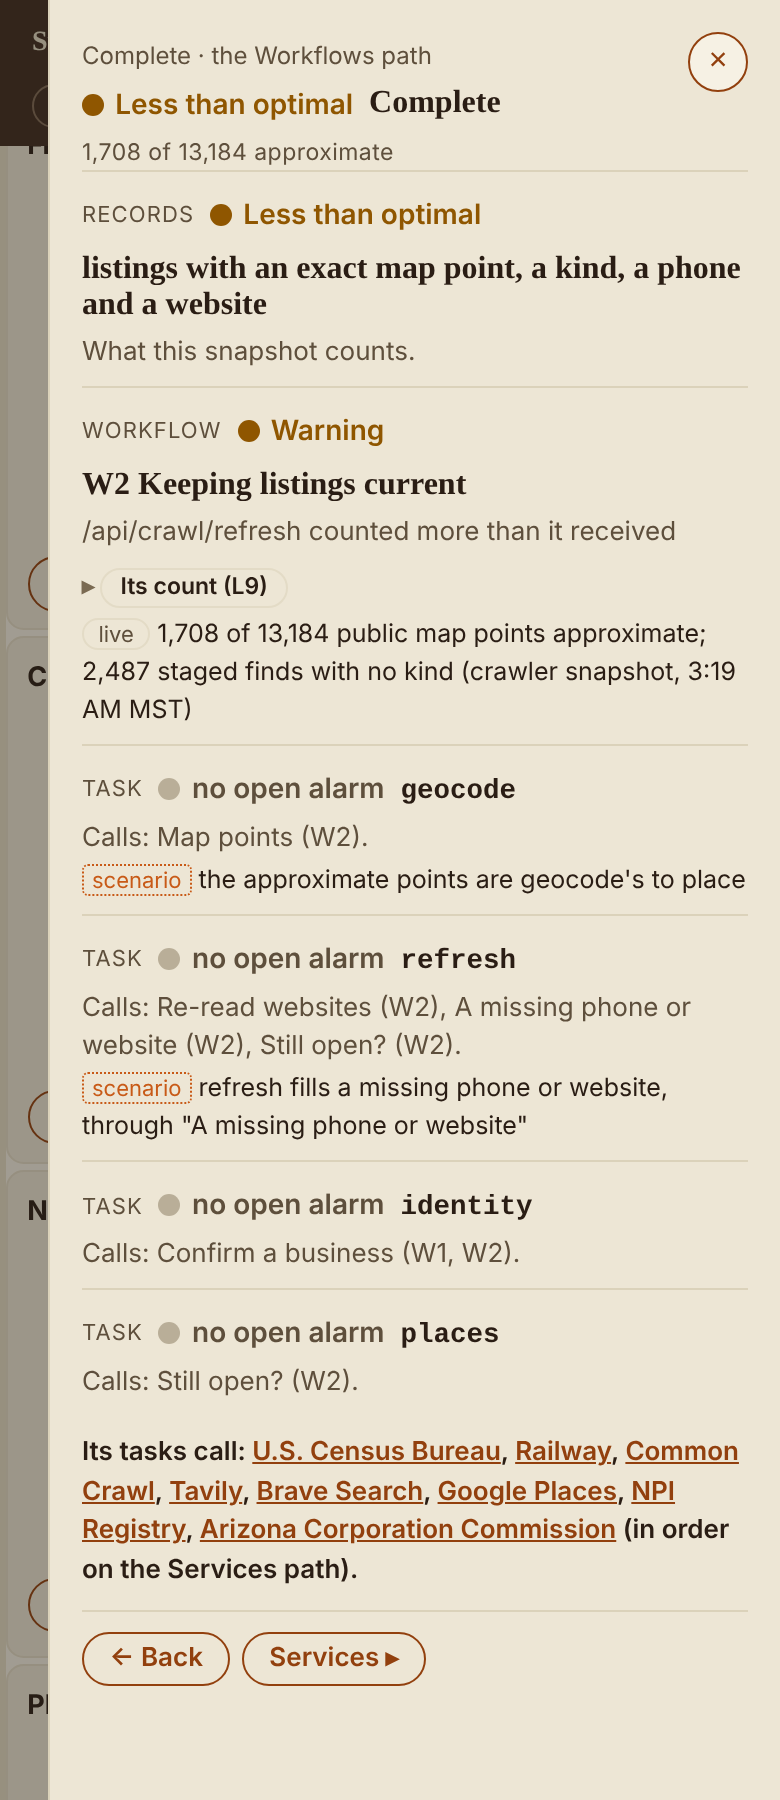 Complete · the Workflows path
×
Less than optimal Complete
1,708 of 13,184 approximate
RECORDS Less than optimal
listings with an exact map point, a kind, a phone
and a website
What this snapshot counts.
WORKFLOW Warning
W2 Keeping listings current
/api/crawl/refresh counted more than it received
▸ Its count (L9)
live 1,708 of 13,184 public map points approximate;
2,487 staged finds with no kind (crawler snapshot, 3:19
AM MST)
TASK no open alarm geocode
Calls: Map points (W2).
scenario the approximate points are geocode's to place
TASK no open alarm refresh
Calls: Re-read websites (W2), A missing phone or
website (W2), Still open? (W2).
scenario refresh fills a missing phone or website,
through "A missing phone or website"
TASK no open alarm identity
Calls: Confirm a business (W1, W2).
TASK no open alarm places
Calls: Still open? (W2).
Its tasks call: U.S. Census Bureau, Railway, Common
Crawl, Tavily, Brave Search, Google Places, NPI
Registry, Arizona Corporation Commission (in order
on the Services path).
← Back Services ▸